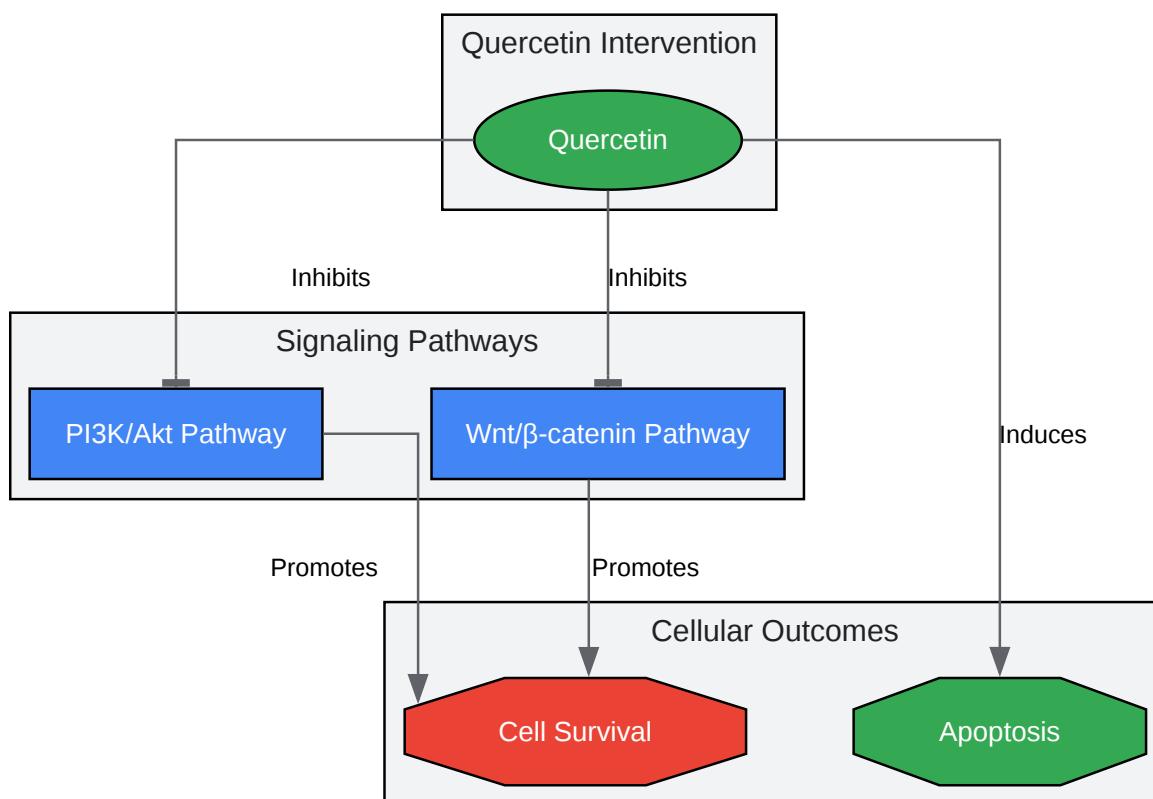 Quercetin Intervention
Quercetin
Inhibits
Inhibits
Signaling Pathways
PI3K/Akt Pathway
Wnt/β-catenin Pathway
Induces
Promotes
Promotes
Cellular Outcomes
Cell Survival
Apoptosis